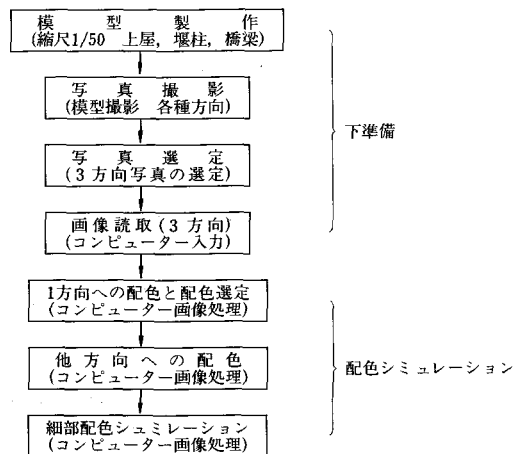 模型製作
(縮尺1/50 上屋, 堰柱, 橋梁)
写真撮影
(模型撮影 各種方向)
写真選定
(3方向写真の選定)
画像読取(3方向)
(コンピューター入力)
下準備
1方向への配色と配色選定
(コンピューター画像処理)
他方向への配色
(コンピューター画像処理)
細部配色シュミレーション
(コンピューター画像処理)
配色シミュレーション